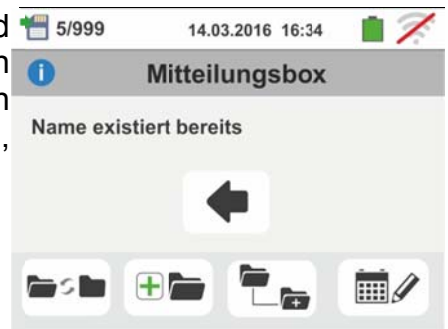 d
5/999 14.03.2016 16:34
n
Mitteilungsbox
n
Name existiert bereits
,